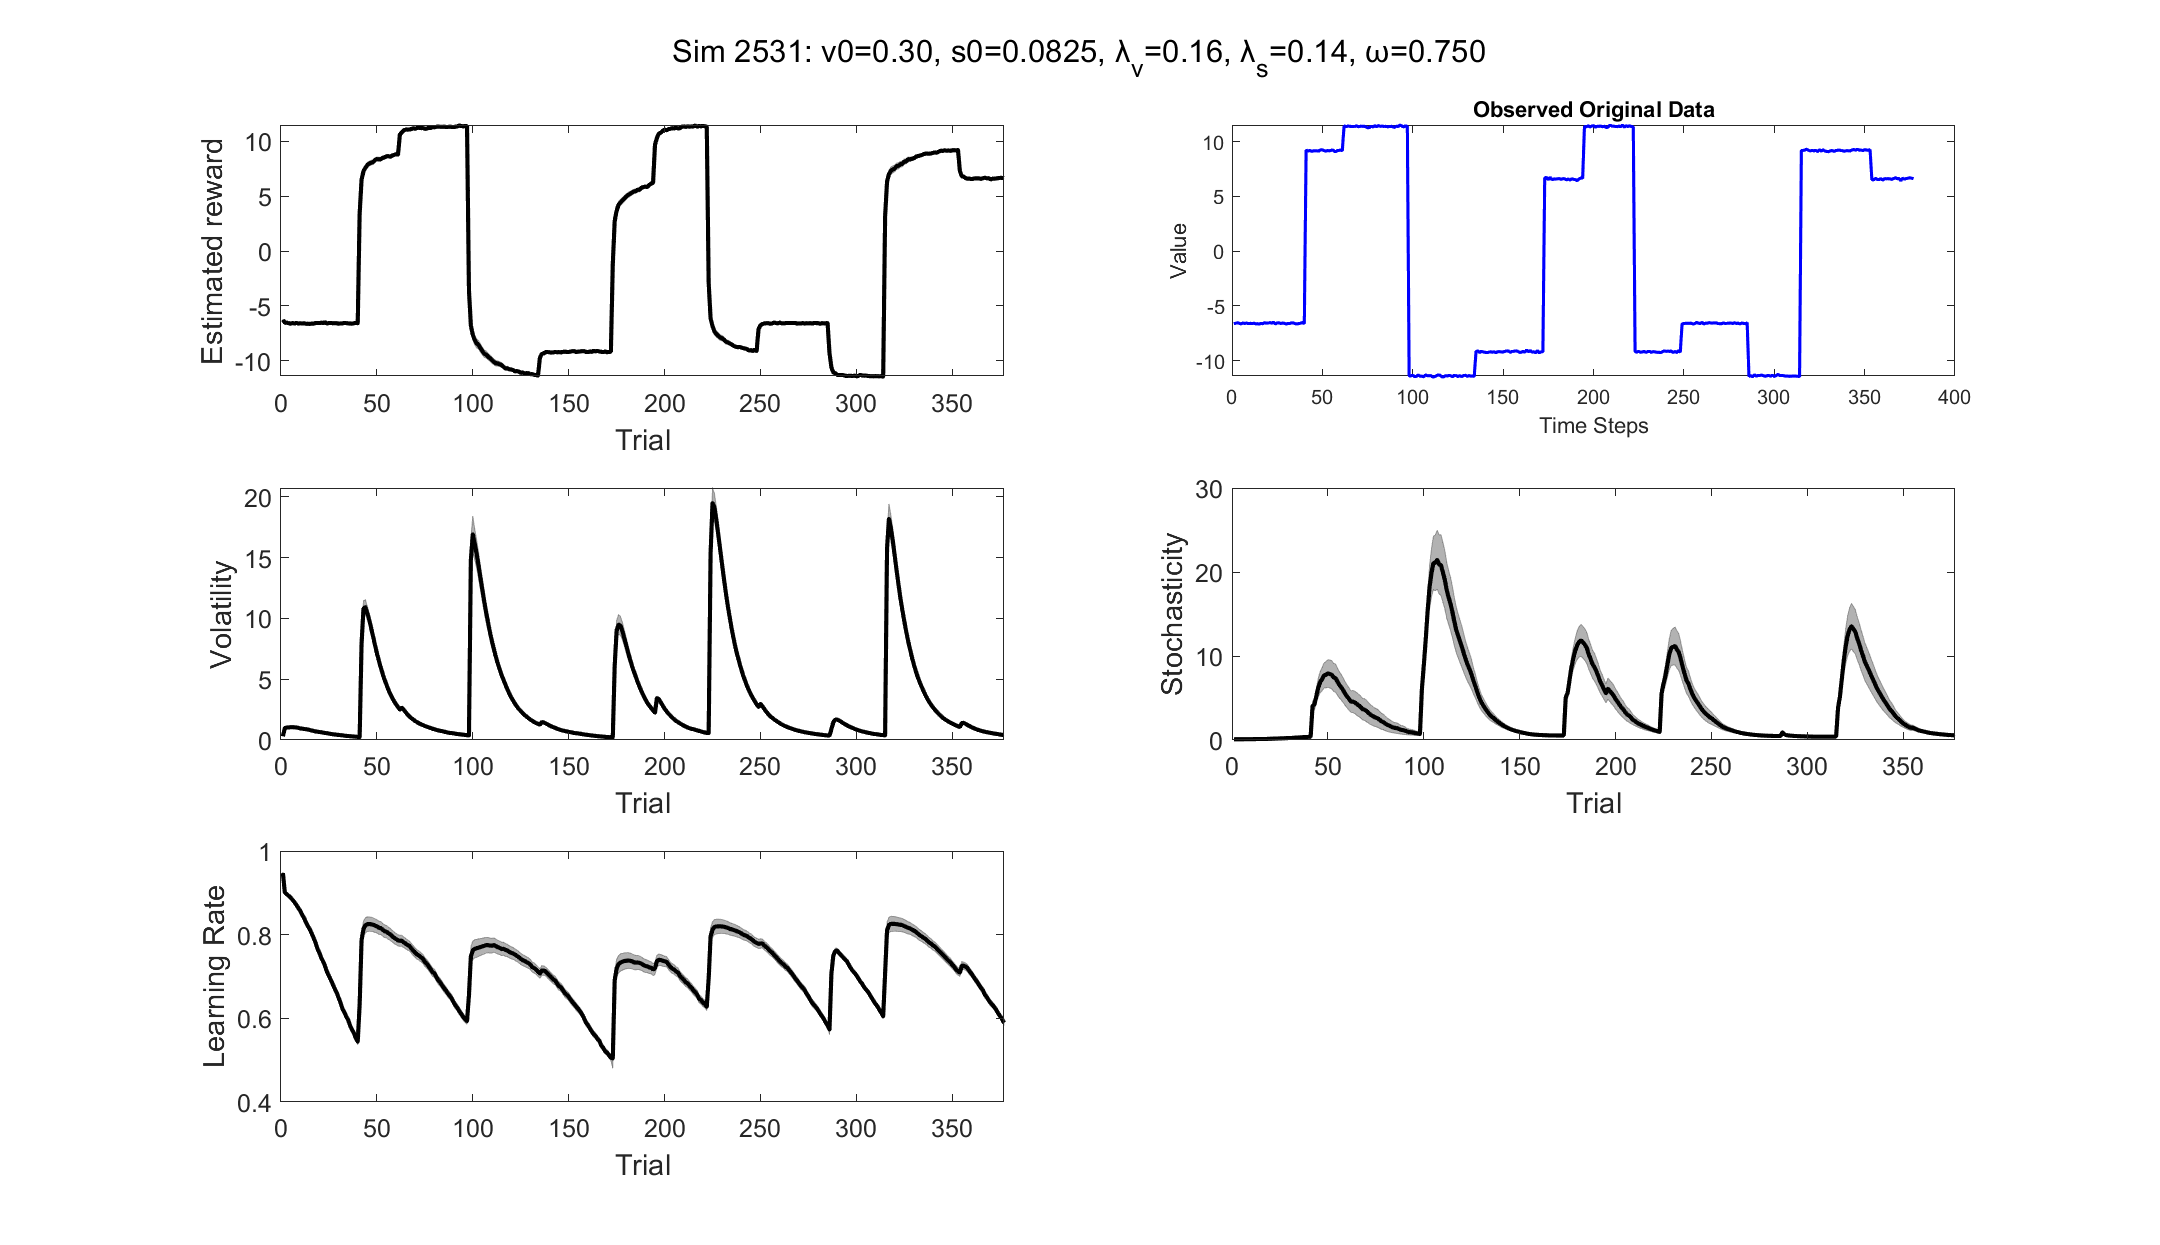 Sim 2531: v0=0.30, s0=0.0825, λ_v=0.16, λ_s=0.14, ω=0.750
Estimated reward
10
5
0
-5
-10
0 50 100 150 200 250 300 350
Trial
Observed Original Data
Value
10
5
0
-5
-10
0 50 100 150 200 250 300 350 400
Time Steps
Volatility
20
15
10
5
0
0 50 100 150 200 250 300 350
Trial
Stochasticity
30
20
10
0
0 50 100 150 200 250 300 350
Trial
Learning Rate
1
0.8
0.6
0.4
0 50 100 150 200 250 300 350
Trial